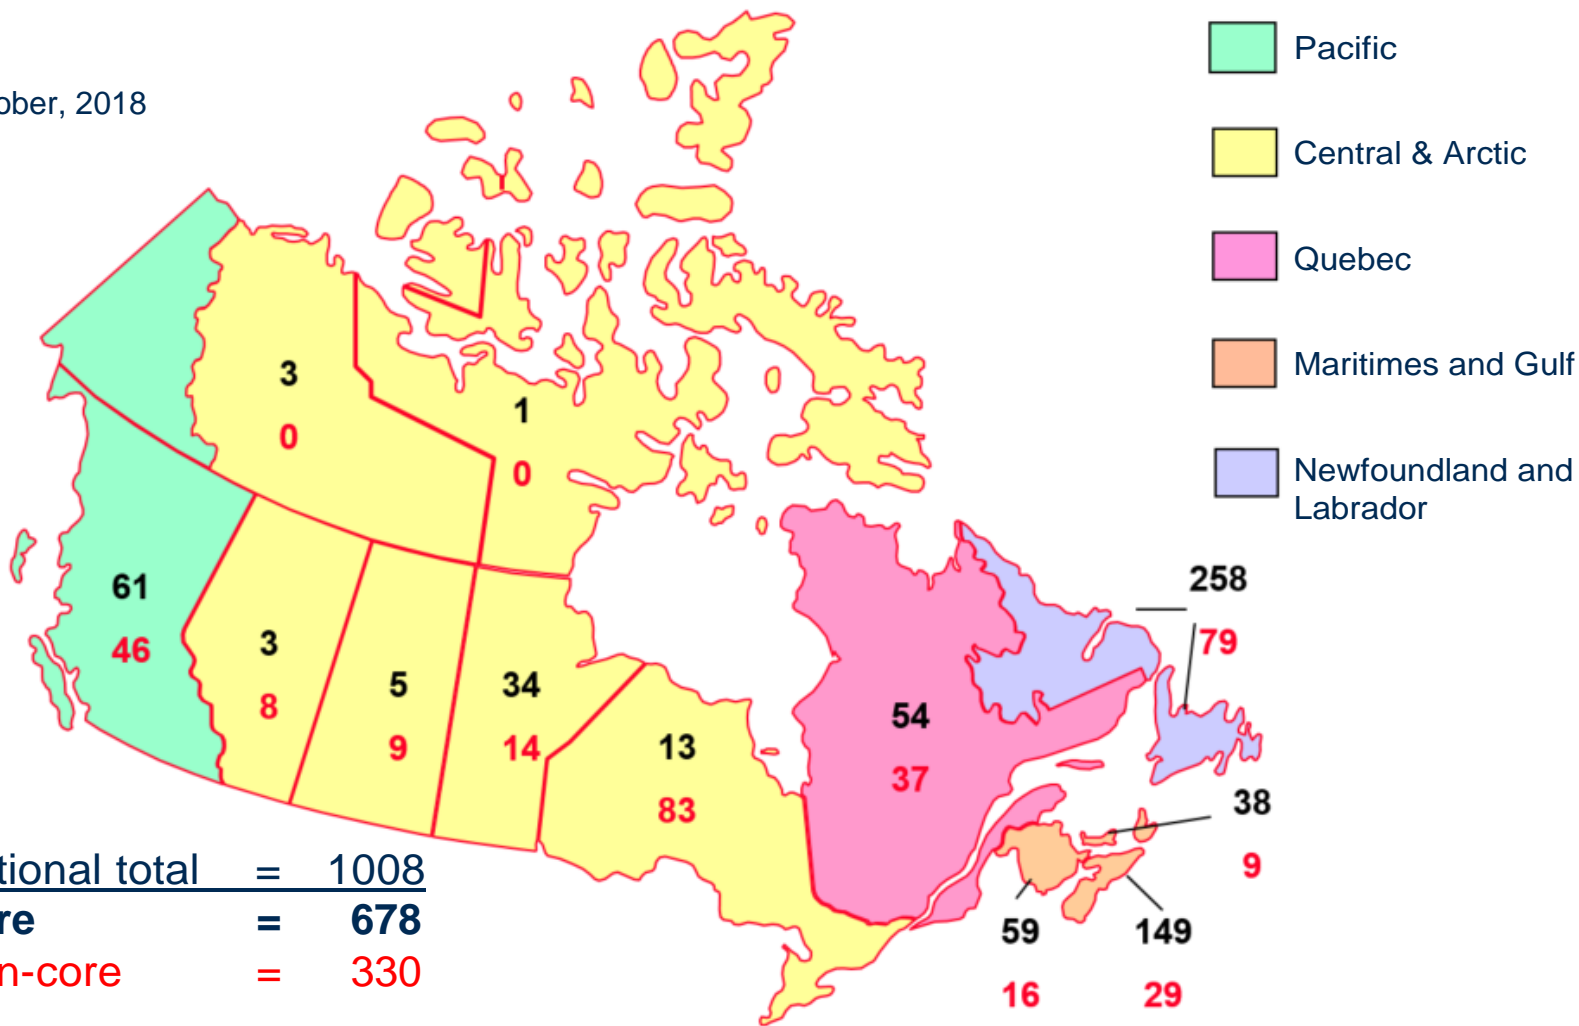 ober, 2018
Pacific
Central & Arctic
Quebec
Maritimes and Gulf
Newfoundland and
Labrador
3
0
1
0
61
46
3
8
5
9
34
14
13
83
54
37
258
79
38
9
59
16
149
29
tional total = 1008
re = 678
n-core = 330